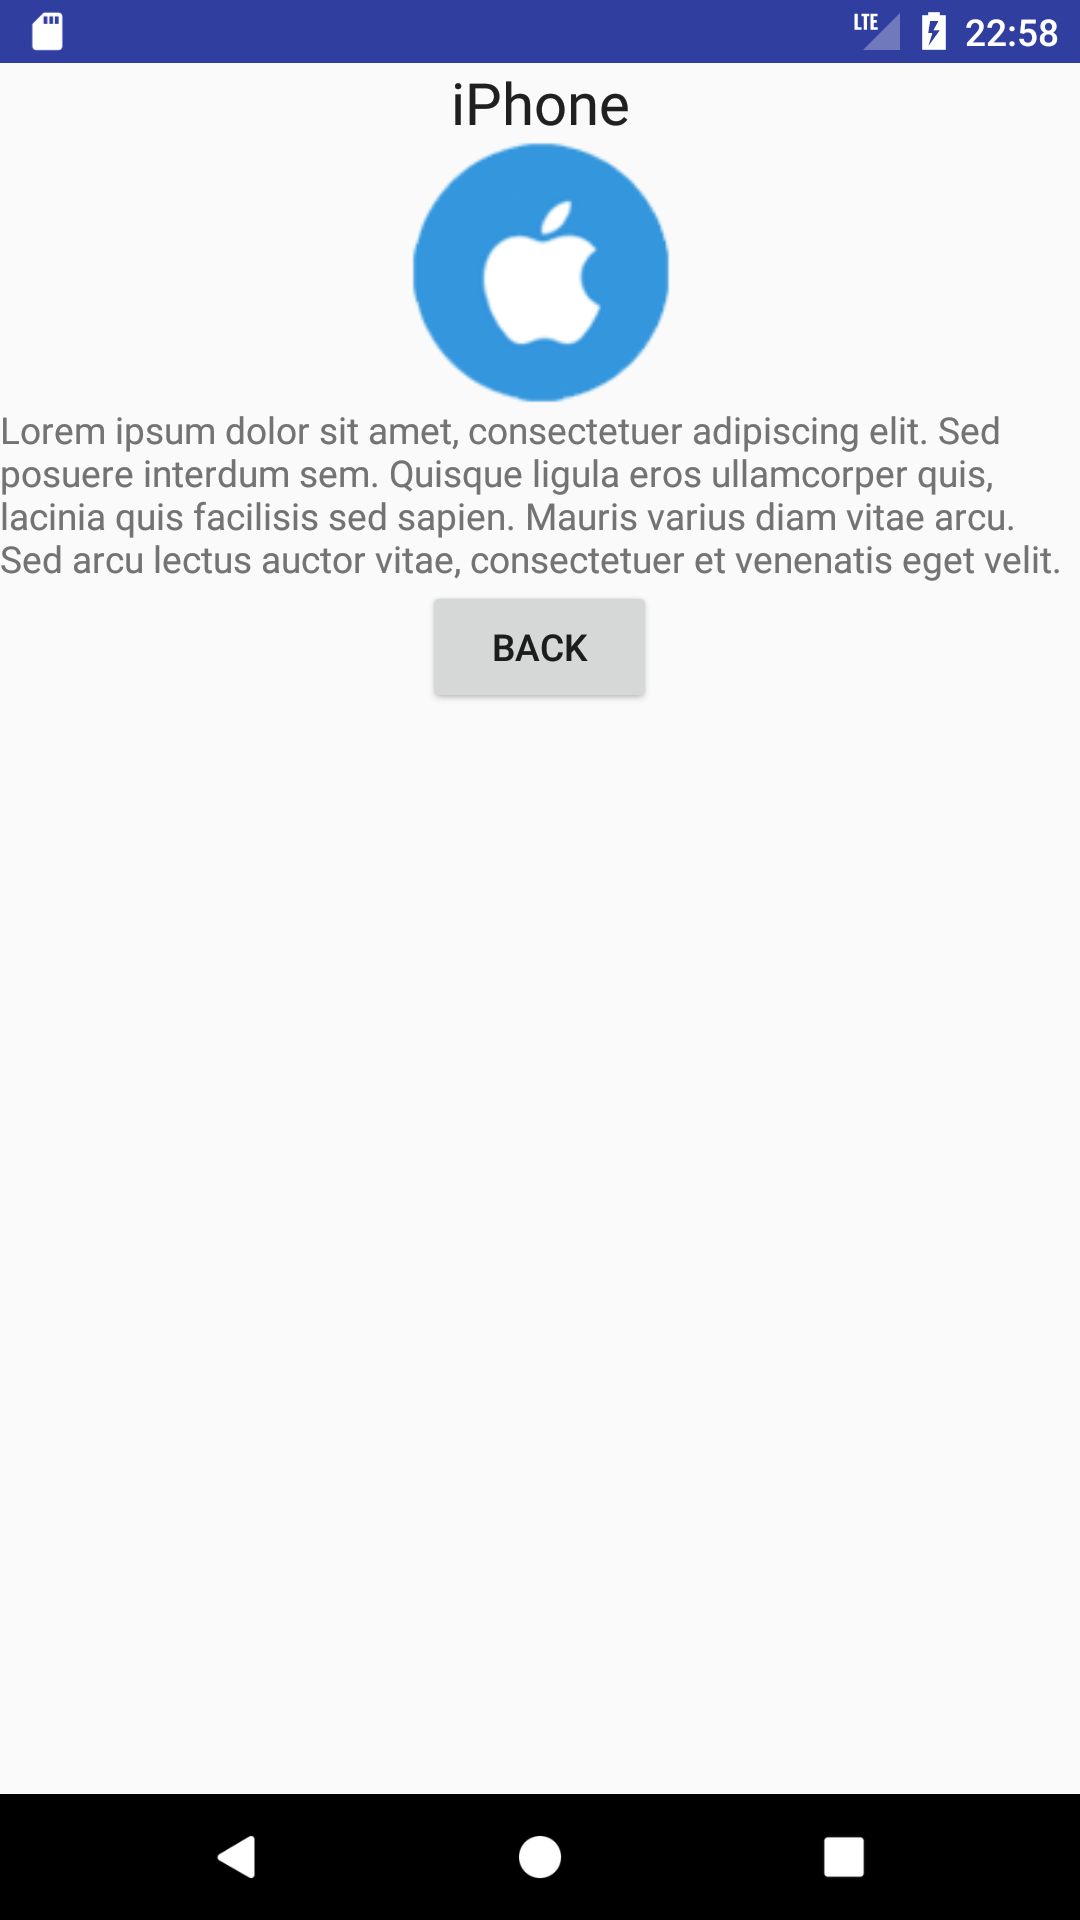 LTE 22:58
iPhone
Lorem ipsum dolor sit amet, consectetuer adipiscing elit. Sed
posuere interdum sem. Quisque ligula eros ullamcorper quis,
lacinia quis facilisis sed sapien. Mauris varius diam vitae arcu.
Sed arcu lectus auctor vitae, consectetuer et venenatis eget velit.
BACK